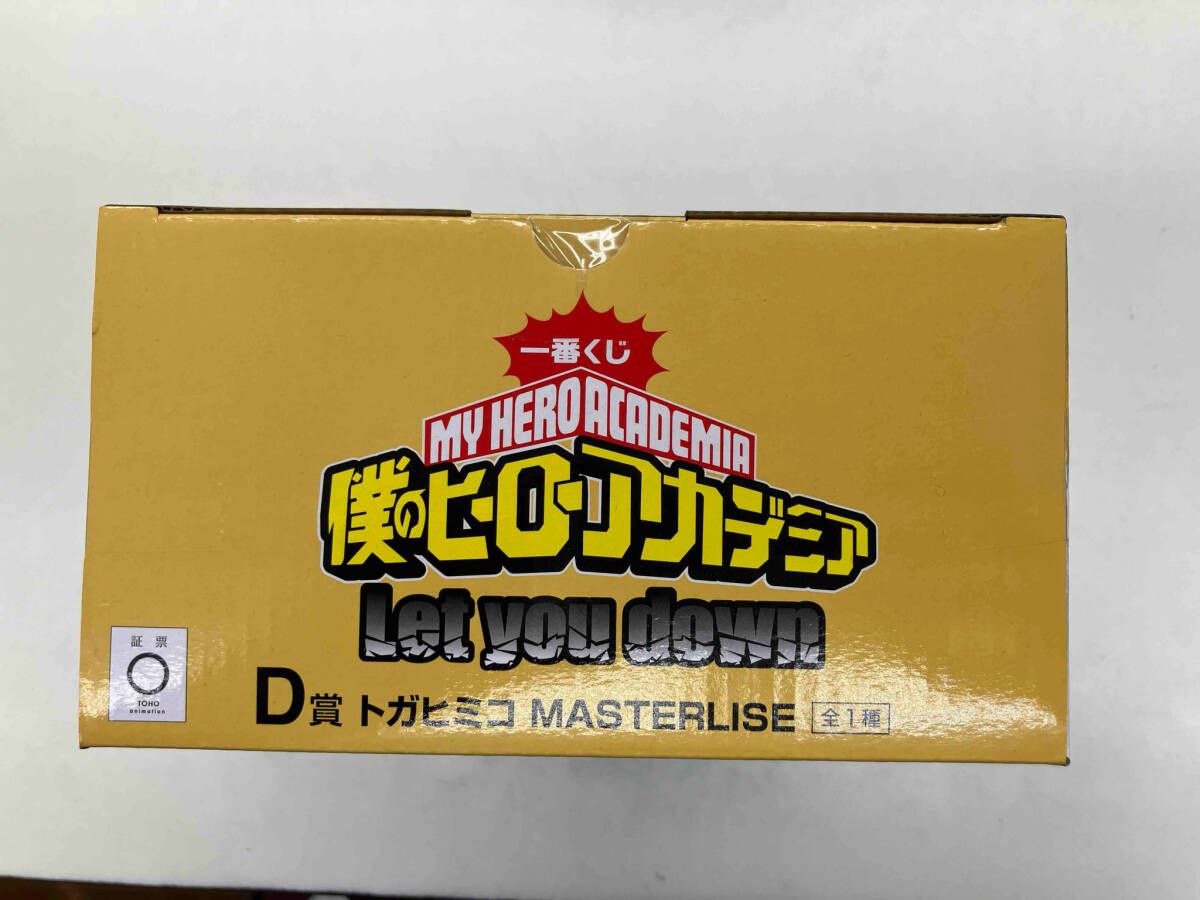 一番くじ
MY HERO ACADEMIA
僕のヒーローアカデミア
Let you down
証票
TOHO
animation
D賞 トガヒミコ MASTERLISE 全1種